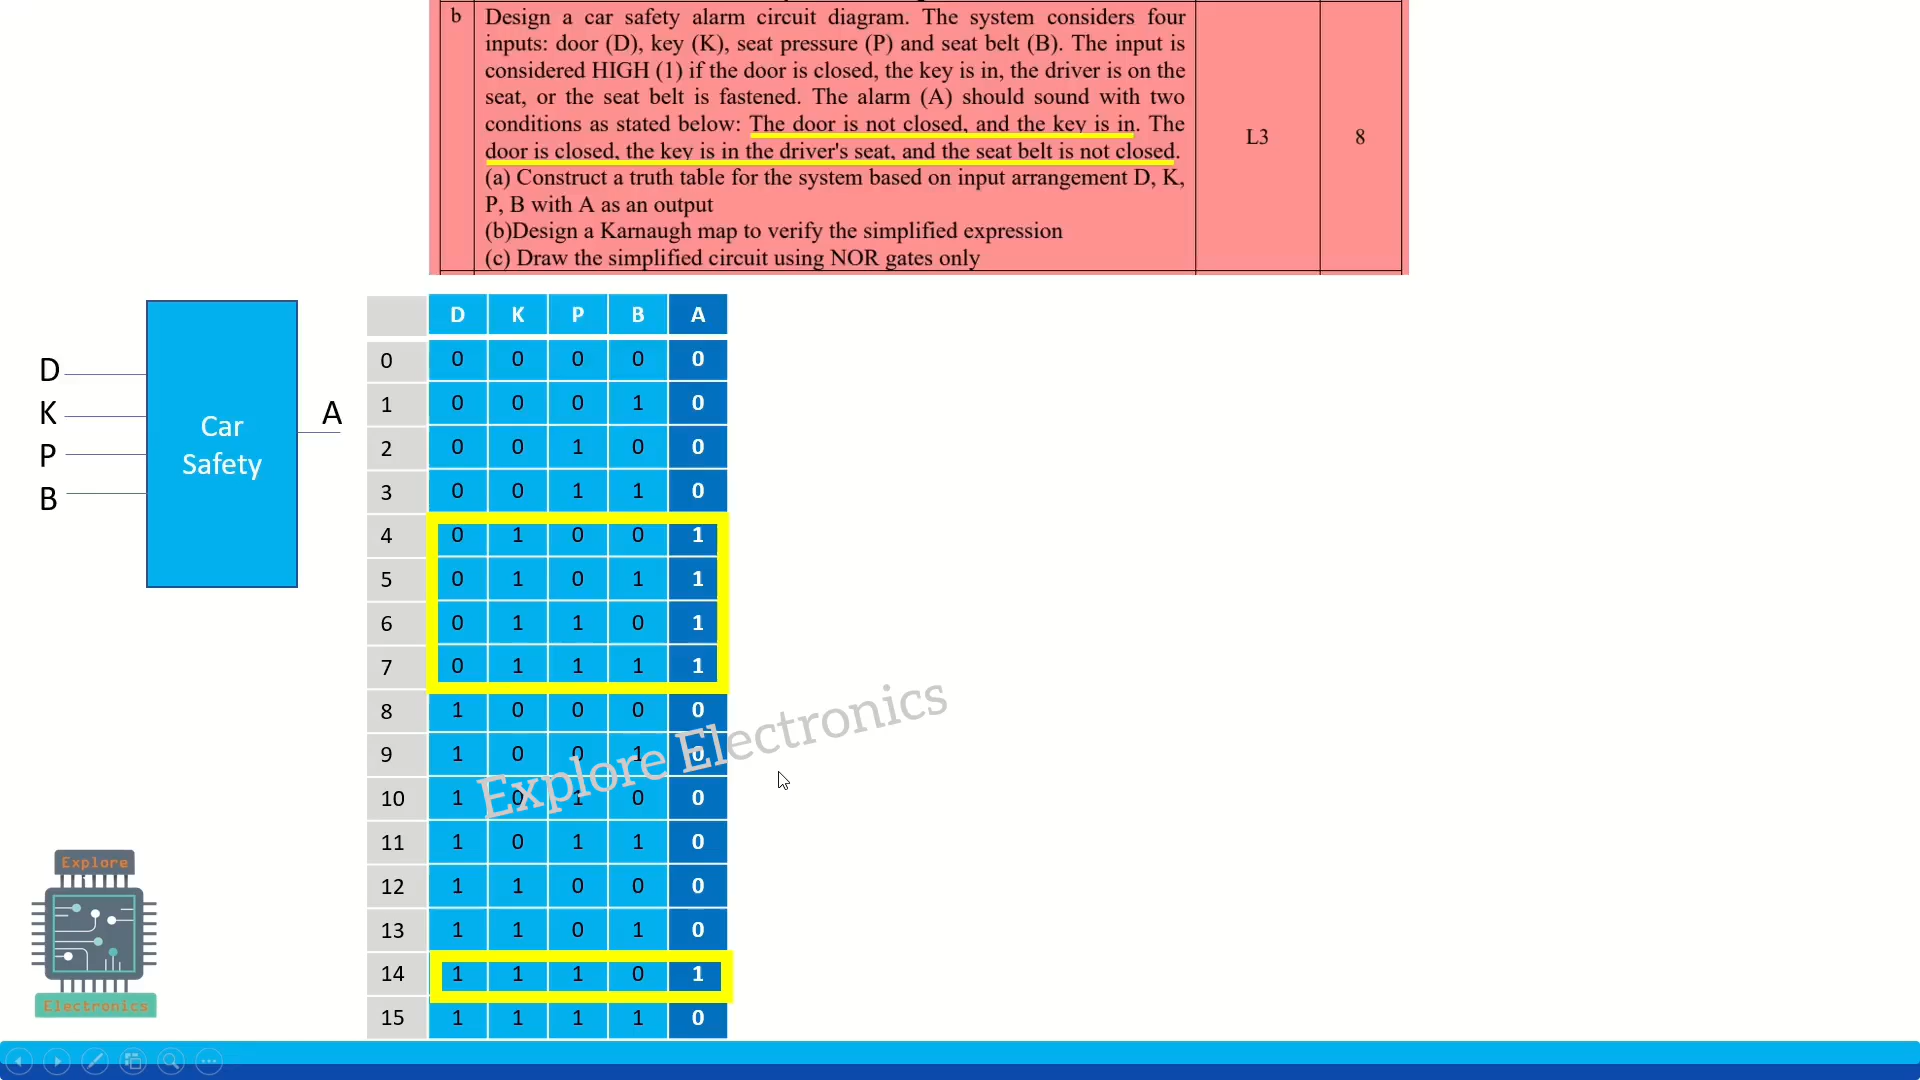 b Design a car safety alarm circuit diagram. The system considers four
inputs: door (D), key (K), seat pressure (P) and seat belt (B). The input is
considered HIGH (1) if the door is closed, the key is in, the driver is on the
seat, or the seat belt is fastened. The alarm (A) should sound with two
conditions as stated below: The door is not closed, and the key is in. The
door is closed, the key is in the driver's seat, and the seat belt is not closed.
(a) Construct a truth table for the system based on input arrangement D, K,
P, B with A as an output
(b)Design a Karnaugh map to verify the simplified expression
(c) Draw the simplified circuit using NOR gates only
L3 8
D
K
P
B
Car
Safety
A
D K P B A
0 0 0 0 0 0
1 0 0 0 1 0
2 0 0 1 0 0
3 0 0 1 1 0
4 0 1 0 0 1
5 0 1 0 1 1
6 0 1 1 0 1
7 0 1 1 1 1
8 1 0 0 0 0
9 1 0 0 1 0
10 1 0 1 0 0
11 1 0 1 1 0
12 1 1 0 0 0
13 1 1 0 1 0
14 1 1 1 0 1
15 1 1 1 1 0
Explore Electronics
Explore
Electronics